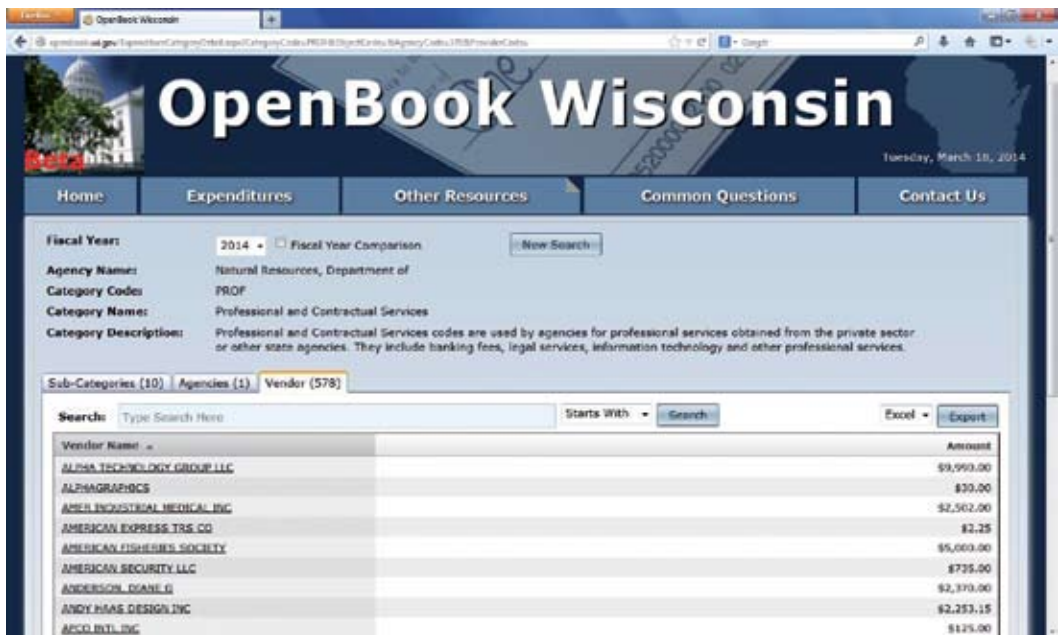 OpenBook Wisconsin
OpenBook Wisconsin
Beta
Tuesday, March 18, 2014
Home Expenditures Other Resources Common Questions Contact Us
Fiscal Year: 2014 Fiscal Year Comparison New Search
Agency Name: Natural Resources, Department of
Category Code: PROF
Category Name: Professional and Contractual Services
Category Description: Professional and Contractual Services codes are used by agencies for professional services obtained from the private sector
or other state agencies. They include banking fees, legal services, information technology and other professional services.
Sub-Categories (10) Agencies (1) Vendor (578)
Search: Type Search Here Starts With Search Excel Export
Vendor Name Amount
ALPHA TECHNOLOGY GROUP LLC $9,990.00
ALPHAGRAPHICS $30.00
AMER INDUSTRIAL MEDICAL INC $2,502.00
AMERICAN EXPRESS TRS CO $2.25
AMERICAN FISHERIES SOCIETY $5,000.00
AMERICAN SECURITY LLC $735.00
ANDERSON, DIANE G $2,370.00
ANDY HAAS DESIGN INC $2,253.15
APCO INTL INC $125.00